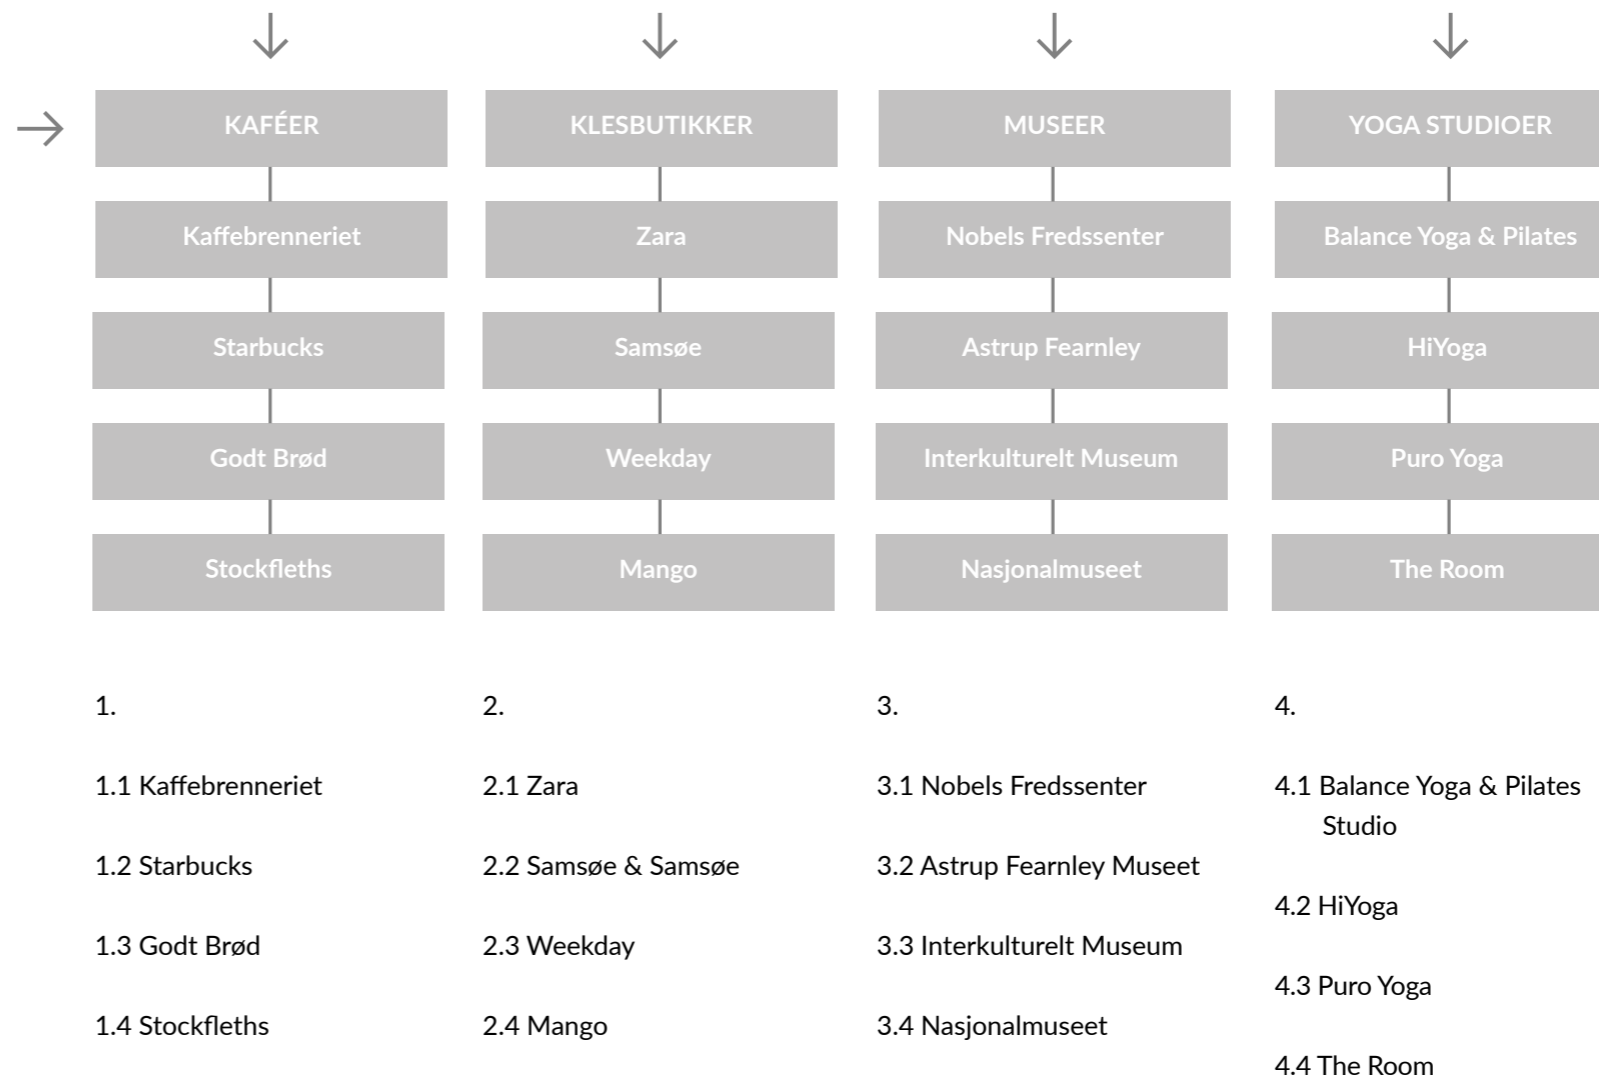 KAFÉER
Kaffebrenneriet
Starbucks
Godt Brød
Stockfleths
KLESBUTIKKER
Zara
Samsøe
Weekday
Mango
MUSEER
Nobels Fredssenter
Astrup Fearnley
Interkulturelt Museum
Nasjonalmuseet
YOGA STUDIOER
Balance Yoga & Pilates
HiYoga
Puro Yoga
The Room
1.
1.1 Kaffebrenneriet
1.2 Starbucks
1.3 Godt Brød
1.4 Stockfleths
2.
2.1 Zara
2.2 Samsøe & Samsøe
2.3 Weekday
2.4 Mango
3.
3.1 Nobels Fredssenter
3.2 Astrup Fearnley Museet
3.3 Interkulturelt Museum
3.4 Nasjonalmuseet
4.
4.1 Balance Yoga & Pilates
Studio
4.2 HiYoga
4.3 Puro Yoga
4.4 The Room